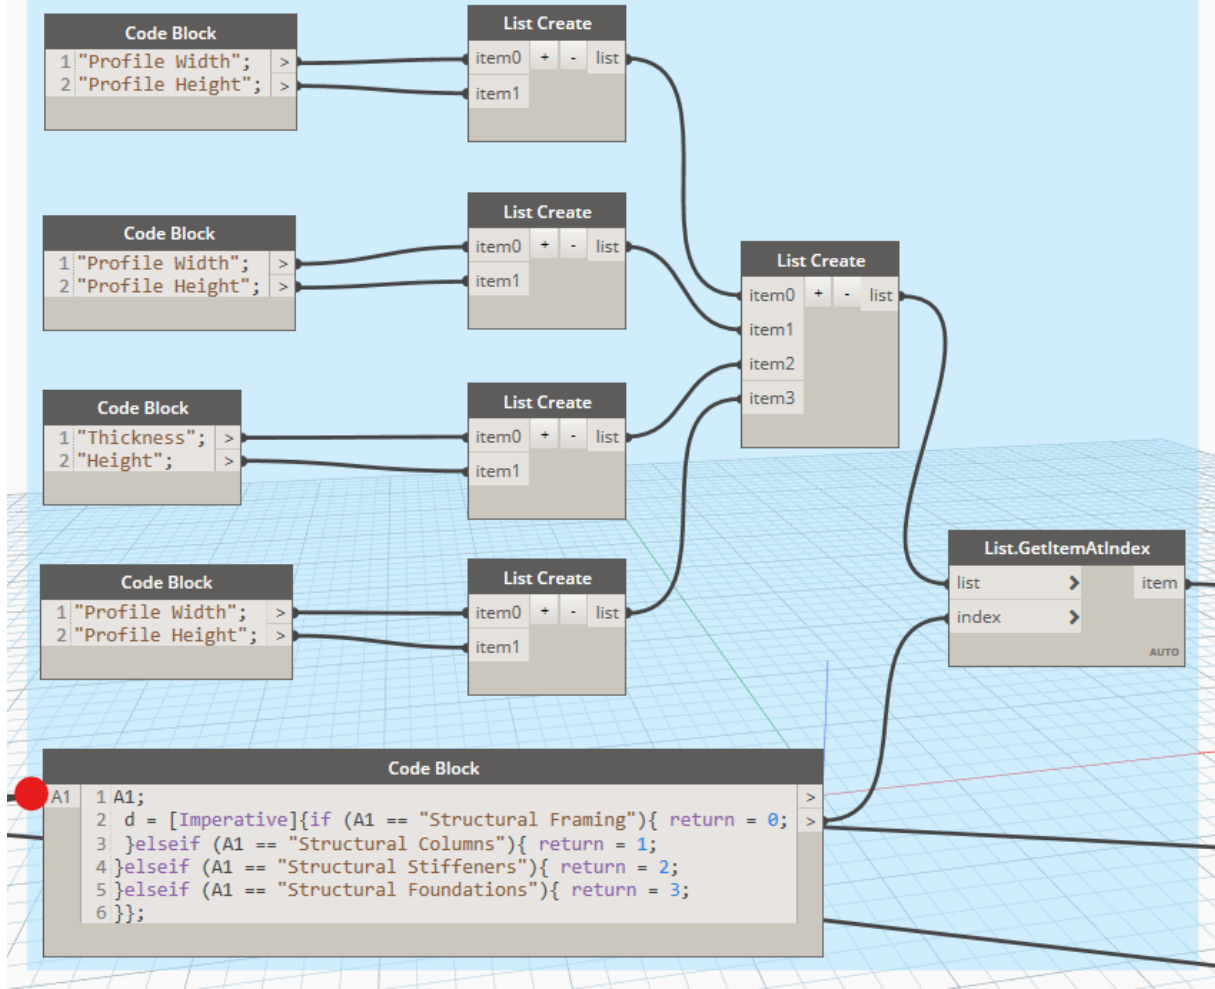 Code Block
1 "Profile Width"; >
2 "Profile Height"; >
List Create
item0 + - list
item1
Code Block
1 "Profile Width"; >
2 "Profile Height"; >
List Create
item0 + - list
item1
List Create
item0 + - list
item1
item2
item3
Code Block
1 "Thickness"; >
2 "Height"; >
List Create
item0 + - list
item1
Code Block
1 "Profile Width"; >
2 "Profile Height"; >
List Create
item0 + - list
item1
List.GetItemAtIndex
list > item
index >
AUTO
Code Block
A1 1 A1; >
2 d = [Imperative]{if (A1 == "Structural Framing"){ return = 0; >
3 }elseif (A1 == "Structural Columns"){ return = 1;
4 }elseif (A1 == "Structural Stiffeners"){ return = 2;
5 }elseif (A1 == "Structural Foundations"){ return = 3;
6 }};